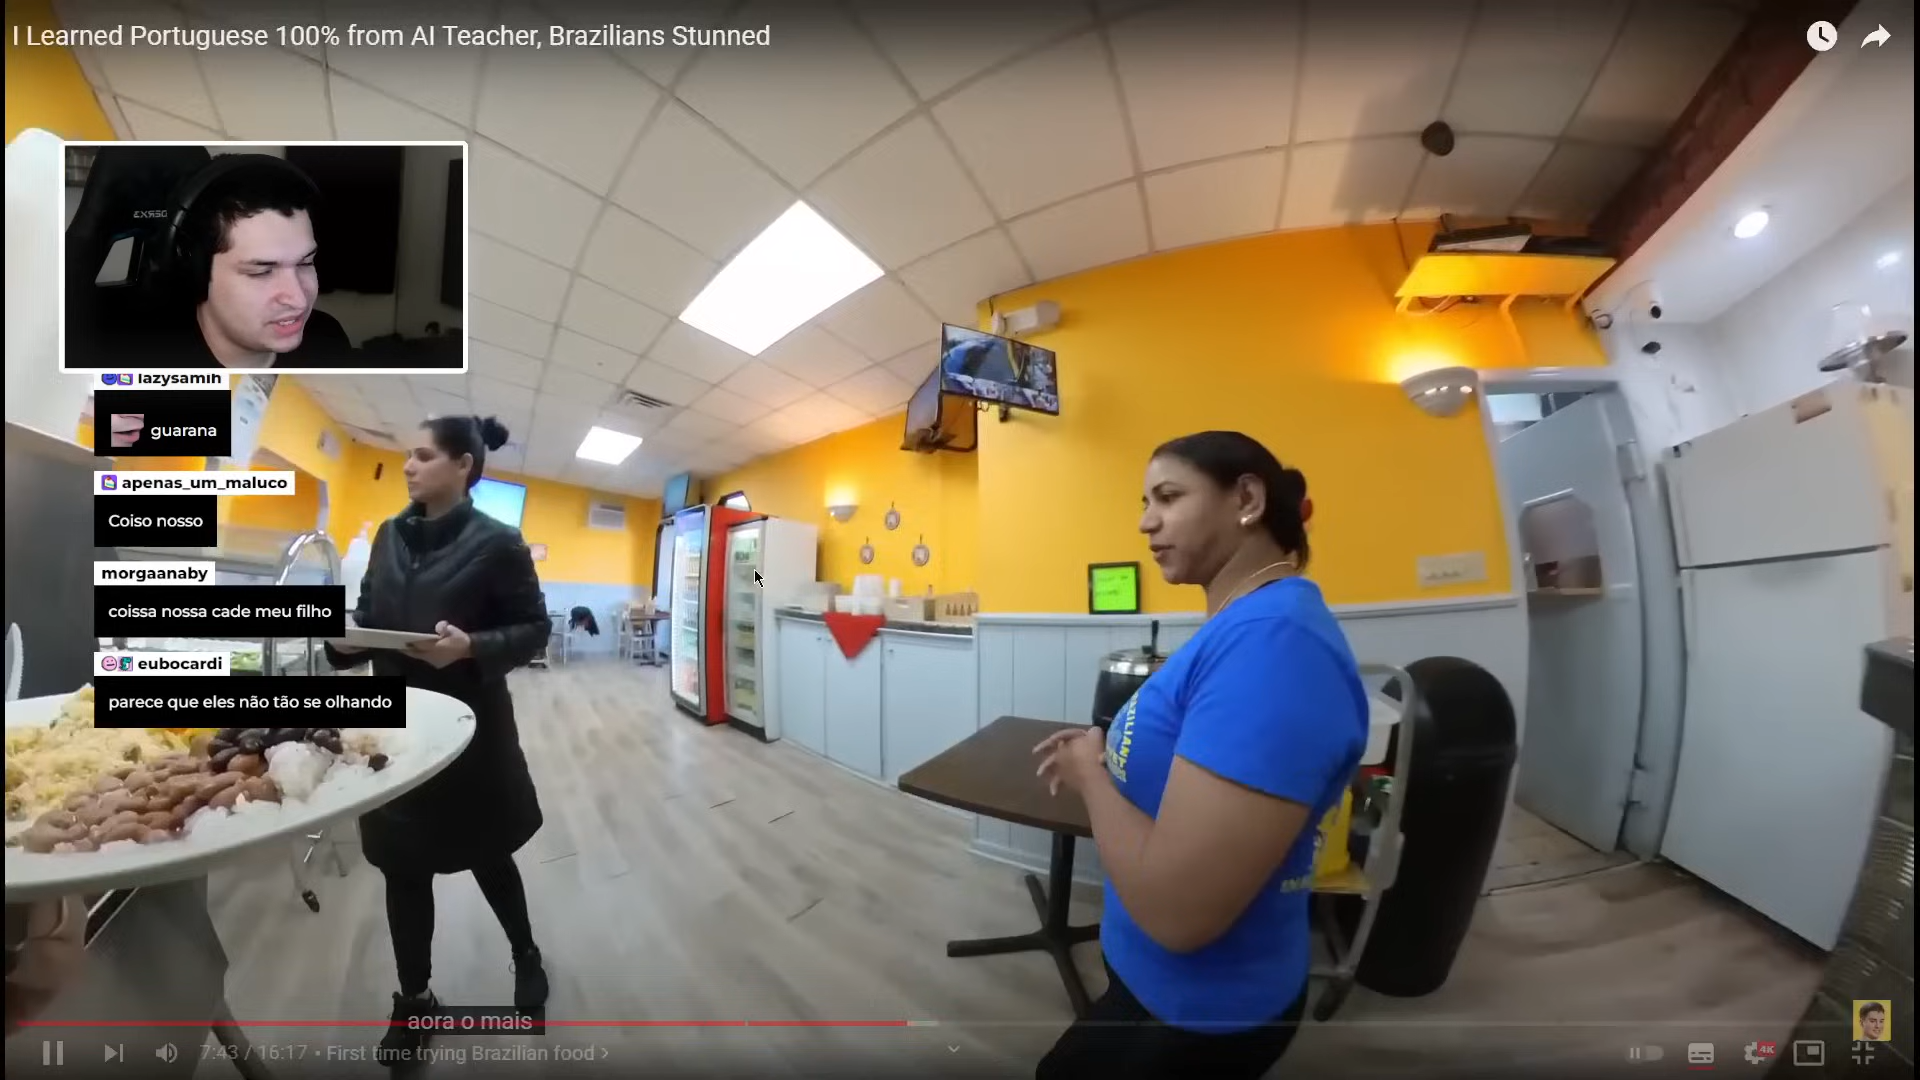 I Learned Portuguese 100% from AI Teacher, Brazilians Stunned
lazysamih
guarana
apenas_um_maluco
Coiso nosso
morgaanaby
coissa nossa cade meu filho
eubocardi
parece que eles não tão se olhando
aora o mais
7:43 / 16:17 • First time trying Brazilian food >
4K